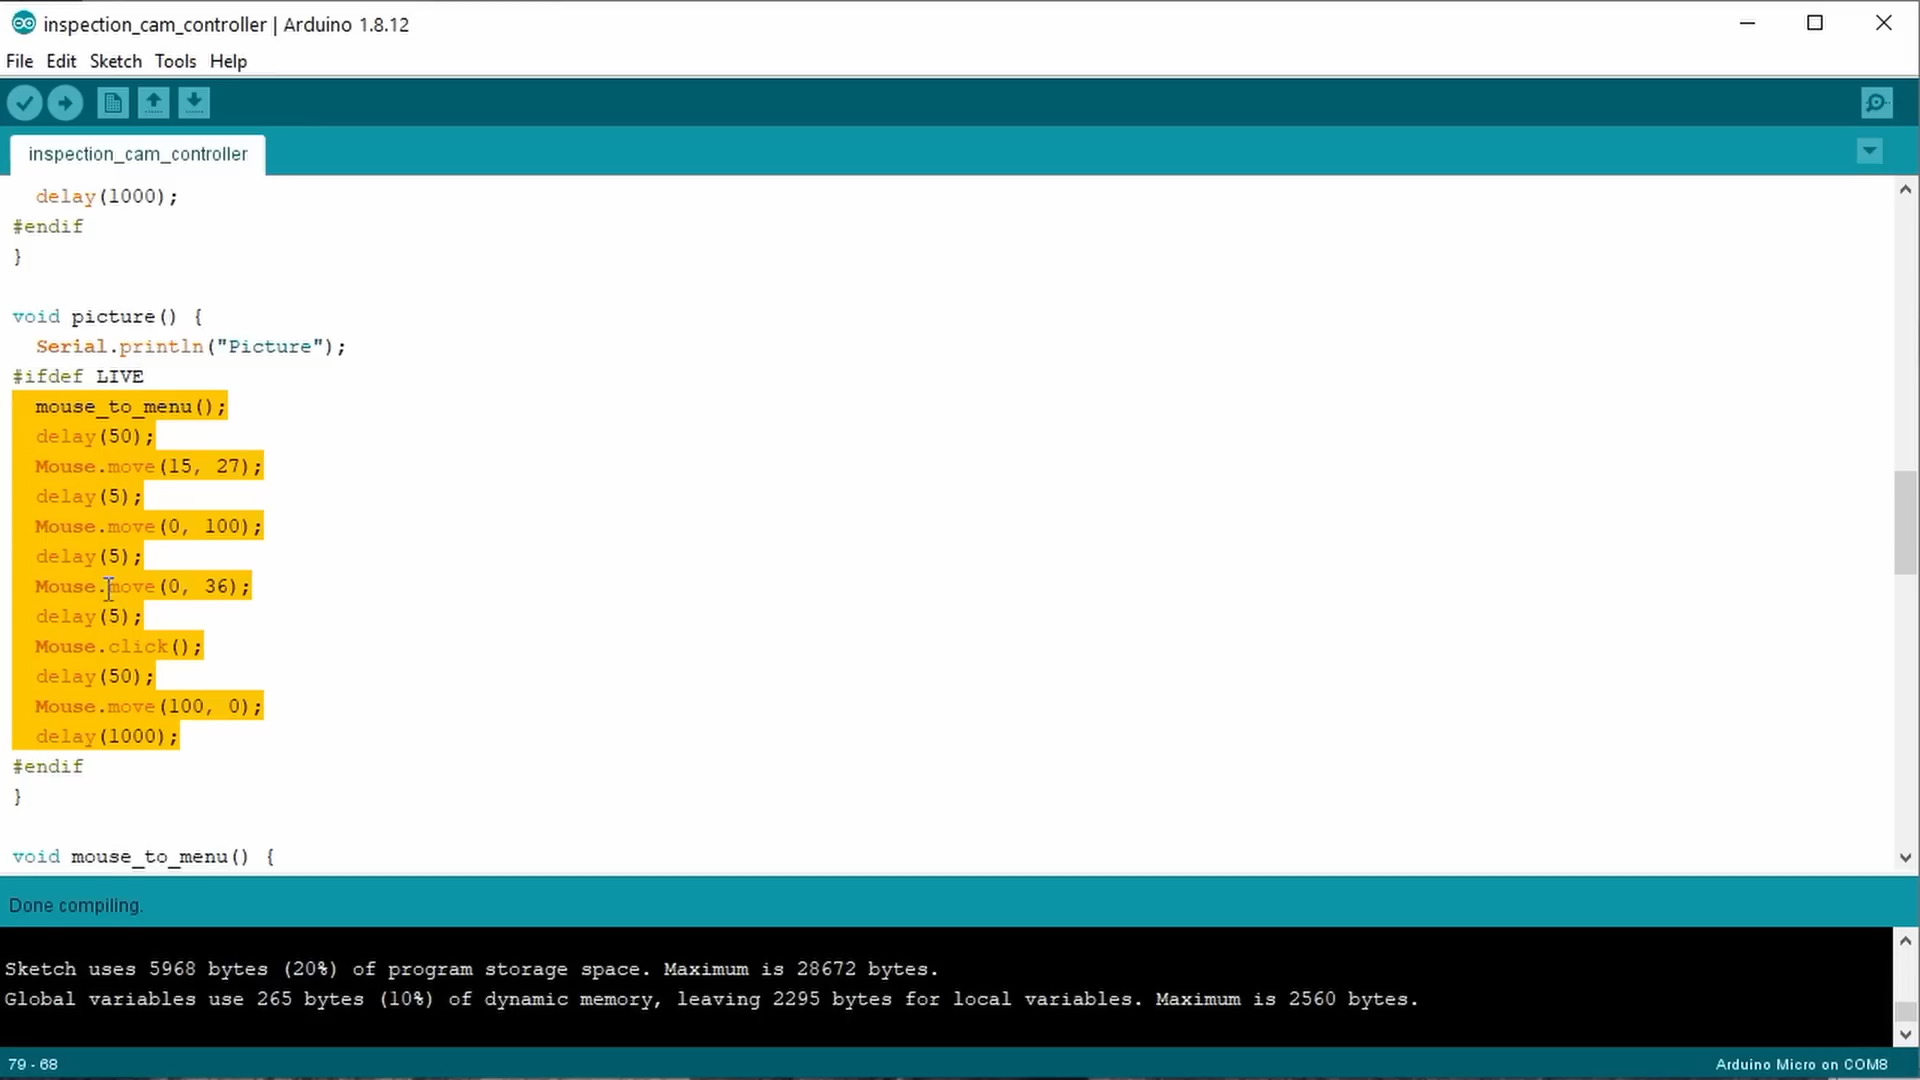 inspection_cam_controller | Arduino 1.8.12
File Edit Sketch Tools Help
inspection_cam_controller
delay(1000);
#endif
}
void picture() {
Serial.println("Picture");
#ifdef LIVE
mouse_to_menu();
delay(50);
Mouse.move(15, 27);
delay(5);
Mouse.move(0, 100);
delay(5);
Mouse.move(0, 36);
delay(5);
Mouse.click();
delay(50);
Mouse.move(100, 0);
delay(1000);
#endif
}
void mouse_to_menu() {
Done compiling.
Sketch uses 5968 bytes (20%) of program storage space. Maximum is 28672 bytes.
Global variables use 265 bytes (10%) of dynamic memory, leaving 2295 bytes for local variables. Maximum is 2560 bytes.
79 - 68 Arduino Micro on COM8